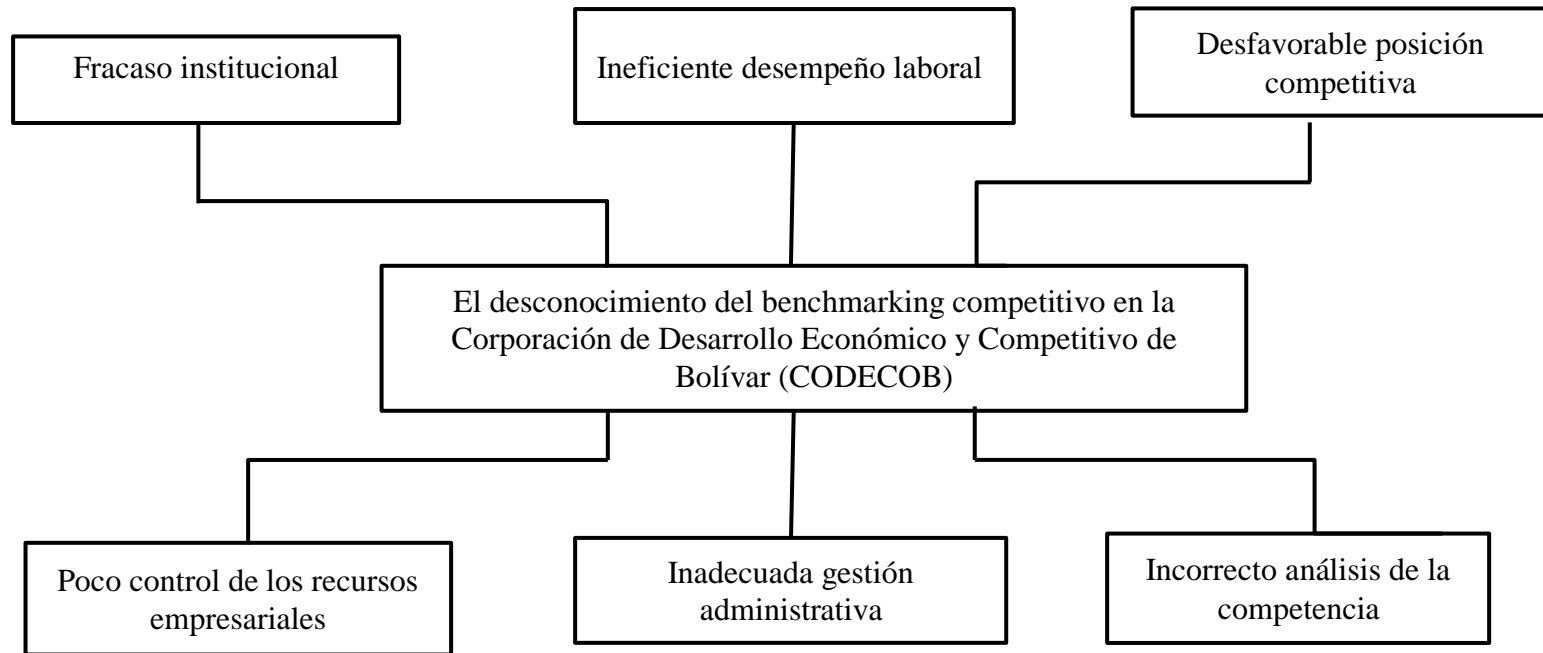 Fracaso institucional
Ineficiente desempeño laboral
Desfavorable posición
competitiva
El desconocimiento del benchmarking competitivo en la
Corporación de Desarrollo Económico y Competitivo de
Bolívar (CODECOB)
Poco control de los recursos
empresariales
Inadecuada gestión
administrativa
Incorrecto análisis de la
competencia